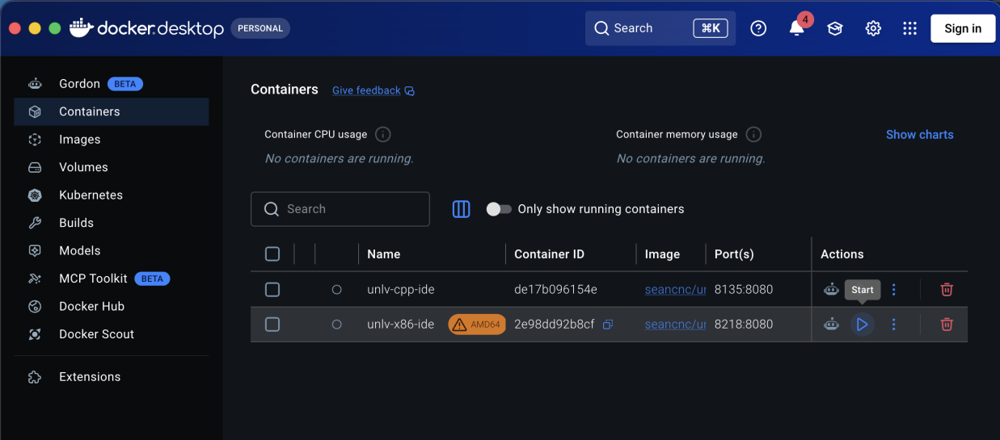 docker.desktop PERSONAL Search ⌘K 4 Sign in
Gordon BETA
Containers
Images
Volumes
Kubernetes
Builds
Models
MCP Toolkit BETA
Docker Hub
Docker Scout
Extensions
Containers Give feedback
Container CPU usage
No containers are running.
Container memory usage
No containers are running.
Show charts
Search Only show running containers
Name Container ID Image Port(s) Actions
unlv-cpp-ide de17b096154e seancnc/ur 8135:8080 Start
unlv-x86-ide AMD64 2e98dd92b8cf seancnc/ur 8218:8080